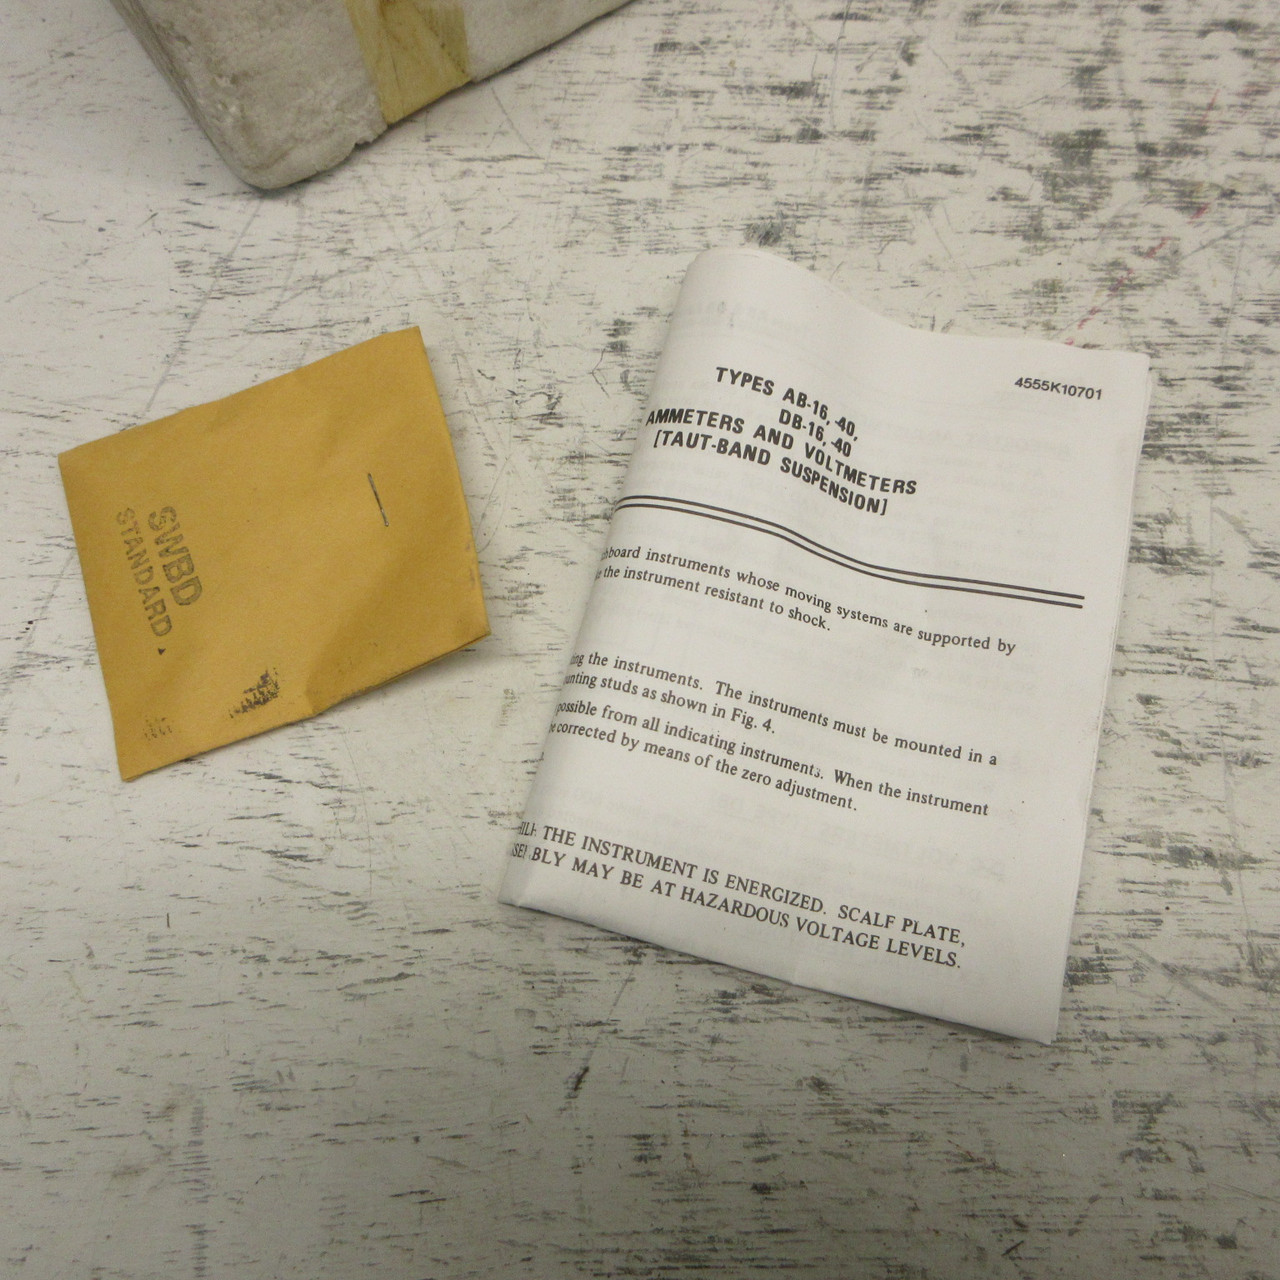 SWBD
STANDARD
4555K10701
TYPES AB-16, -40,
DB-16, -40
AMMETERS AND VOLTMETERS
[TAUT-BAND SUSPENSION]
board instruments whose moving systems are supported by
the instrument resistant to shock.
ing the instruments. The instruments must be mounted in a
unting studs as shown in Fig. 4.
possible from all indicating instruments. When the instrument
corrected by means of the zero adjustment.
THE INSTRUMENT IS ENERGIZED. SCALF PLATE,
BLY MAY BE AT HAZARDOUS VOLTAGE LEVELS.